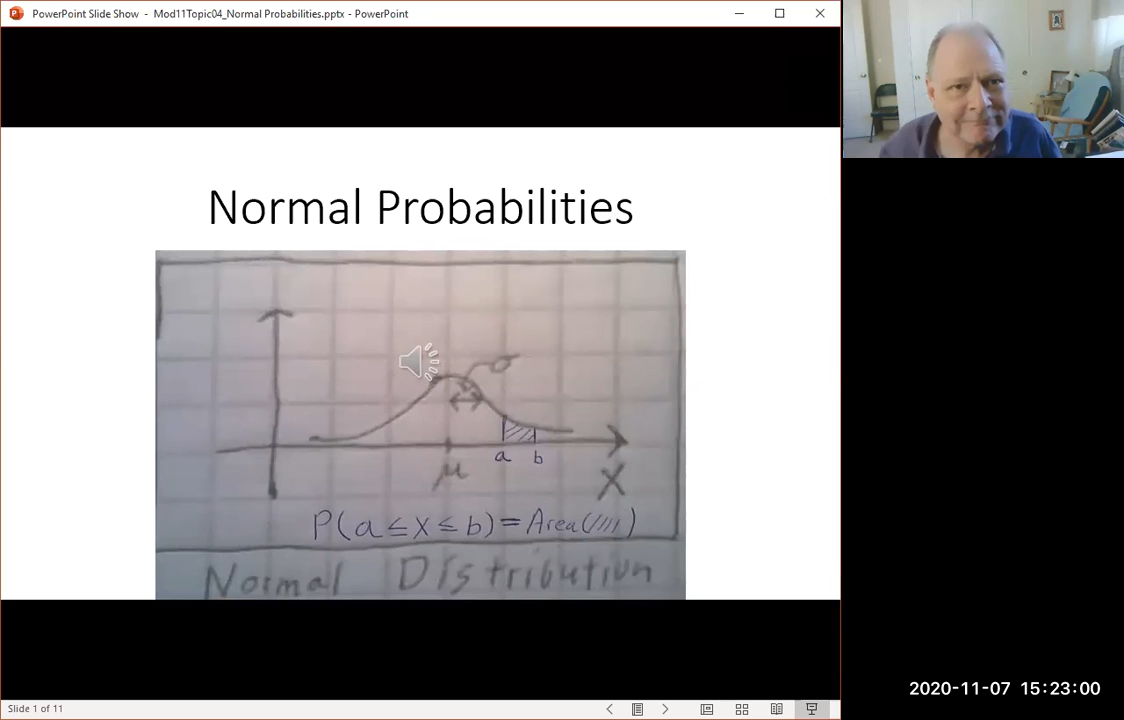 PowerPoint Slide Show - Mod11Topic04_Normal Probabilities.pptx - PowerPoint
Normal Probabilities
σ
a b
μ
X
P(a≤x≤b)=Area(////)
Normal Distribution
2020-11-07 15:23:00
Slide 1 of 11